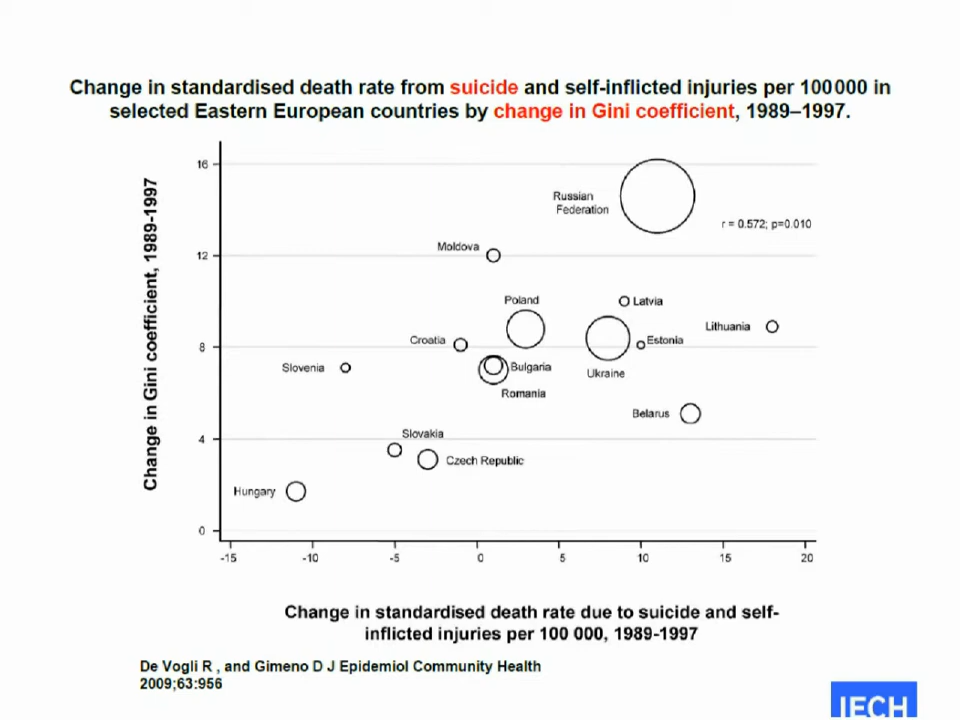 Change in standardised death rate from suicide and self-inflicted injuries per 100000 in
selected Eastern European countries by change in Gini coefficient, 1989–1997.
Change in Gini coefficient, 1989-1997
16
12
8
4
0
Russian
Federation
r = 0.572; p=0.010
Moldova
Poland
Latvia
Lithuania
Croatia
Estonia
Slovenia
Bulgaria
Ukraine
Romania
Belarus
Slovakia
Czech Republic
Hungary
-15 -10 -5 0 5 10 15 20
Change in standardised death rate due to suicide and self-
inflicted injuries per 100 000, 1989-1997
De Vogli R , and Gimeno D J Epidemiol Community Health
2009;63:956
IECH